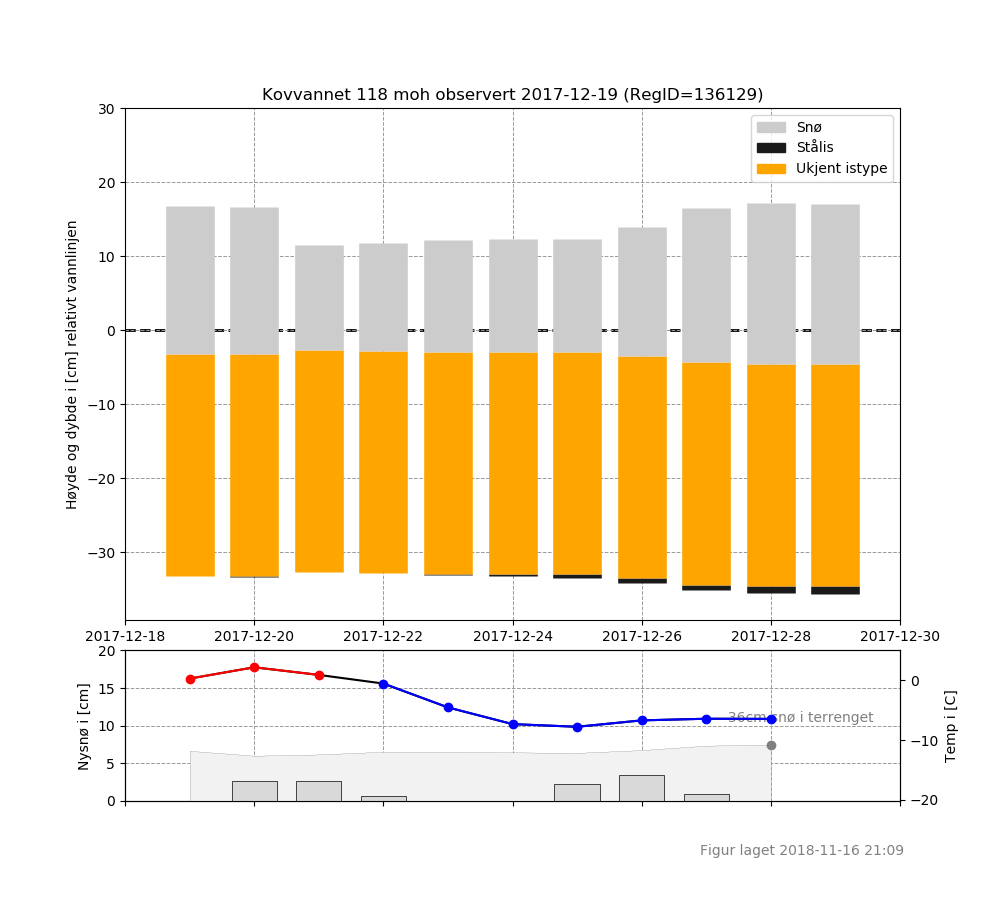 Kovvannet 118 moh observert 2017-12-19 (RegID=136129)
Høyde og dybde i [cm] relativt vannlinjen
30
20
10
0
−10
−20
−30
Snø
Stålis
Ukjent istype
2017-12-18 2017-12-20 2017-12-22 2017-12-24 2017-12-26 2017-12-28 2017-12-30
Nysnø i [cm]
20
15
10
5
0
36cm snø i terrenget
0
−10
−20
Temp i [C]
Figur laget 2018-11-16 21:09